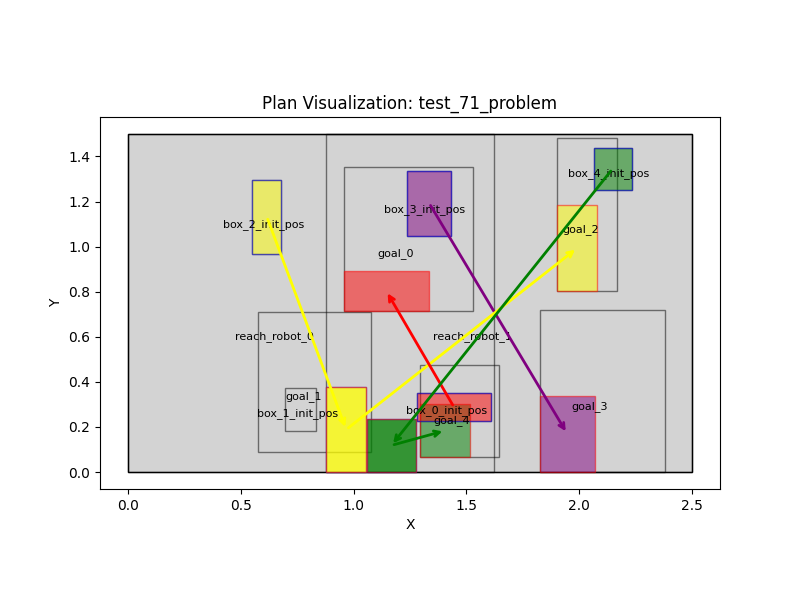 Plan Visualization: test_71_problem
Y
1.4
1.2
1.0
0.8
0.6
0.4
0.2
0.0
box_4_init_pos
box_3_init_pos
box_2_init_pos
goal_2
goal_0
reach_robot_0
reach_robot_1
goal_1
box_1_init_pos
box_0_init_pos
goal_3
goal_4
0.0 0.5 1.0 1.5 2.0 2.5
X